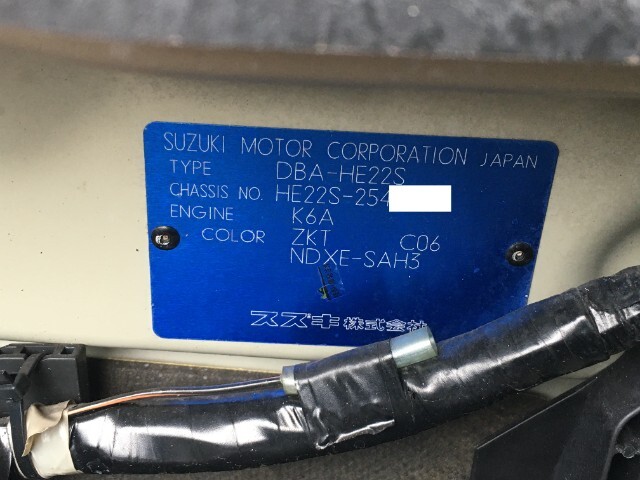 SUZUKI MOTOR CORPORATION JAPAN
TYPE DBA-HE22S
CHASSIS NO. HE22S-254
ENGINE K6A
COLOR ZKT C06
NDXE-SAH3
スズキ株式会社